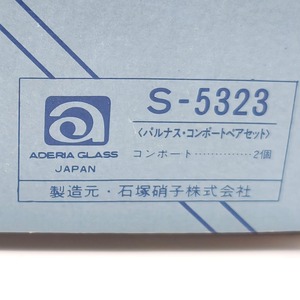 S-5323
〈パルナス・コンポートペアセット〉
ADERIA GLASS
JAPAN
コンポート……………2個
製造元・石塚硝子株式会社